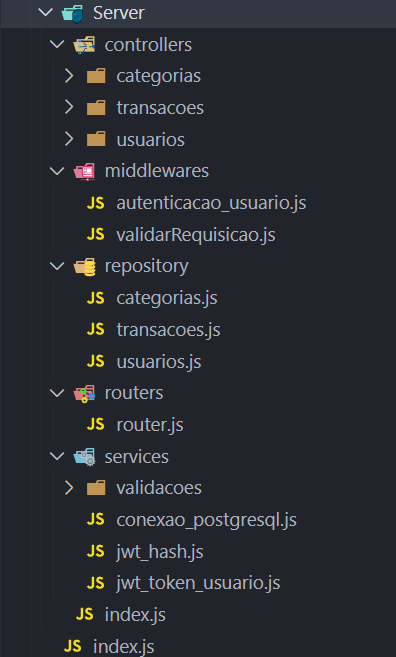 Server
controllers
categorias
transacoes
usuarios
middlewares
JS autenticacao_usuario.js
JS validarRequisicao.js
repository
JS categorias.js
JS transacoes.js
JS usuarios.js
routers
JS router.js
services
validacoes
JS conexao_postgresql.js
JS jwt_hash.js
JS jwt_token_usuario.js
JS index.js
JS index.js